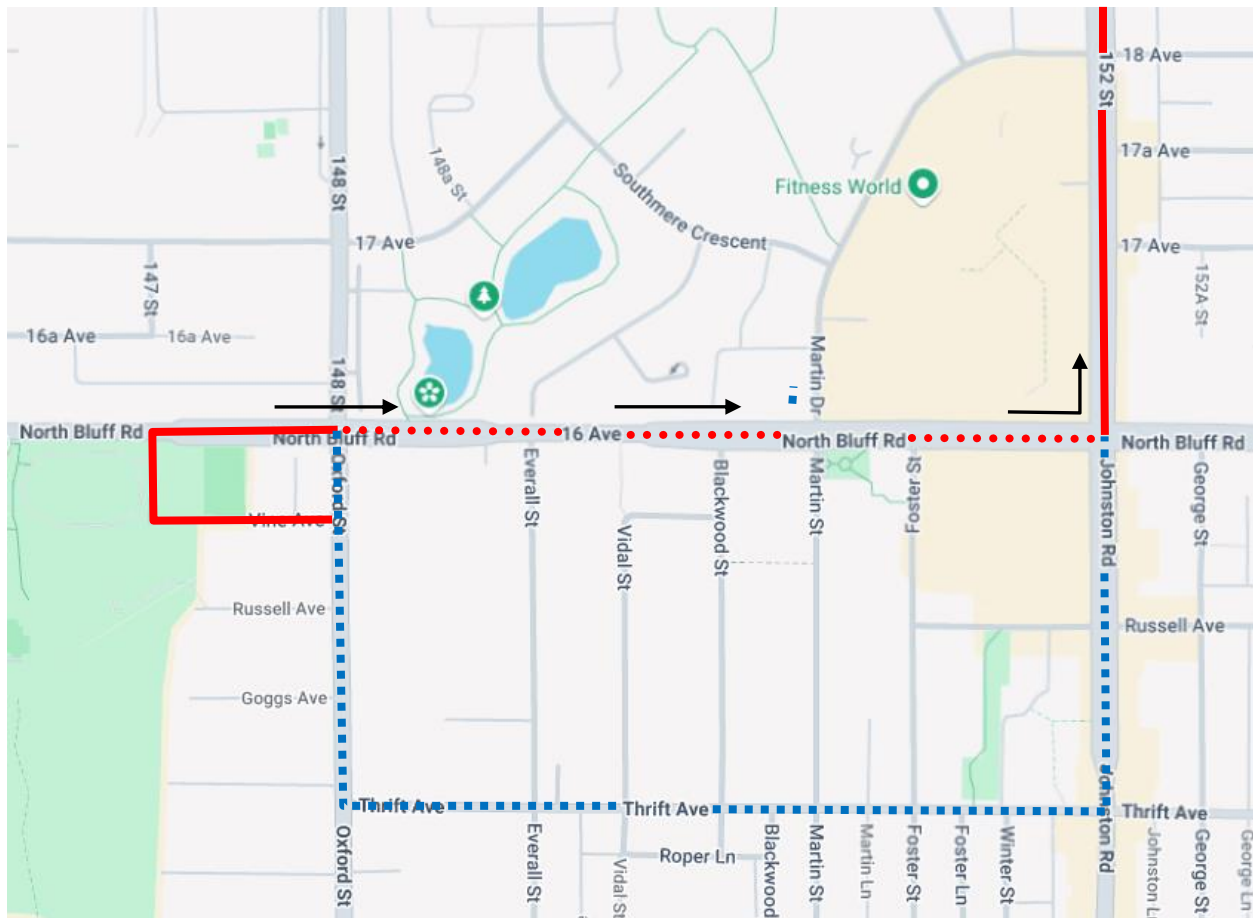 18 Ave
152 St
148 St
148a St
17a Ave
Fitness World
Southmere Crescent
17 Ave
17 Ave
147 St
152A St
16a Ave
16a Ave
148 St
Martin Dr
North Bluff Rd
North Bluff Rd
16 Ave
North Bluff Rd
North Bluff Rd
Oxford St
Everall St
Blackwood St
Martin St
Foster St
Johnston Rd
George St
Vine Ave
Vidal St
Russell Ave
Russell Ave
Goggs Ave
Thrift Ave
Thrift Ave
Thrift Ave
Johnston Rd
Oxford St
Everall St
Vidal St
Roper Ln
Blackwood
Martin St
Martin Ln
Foster St
Foster Ln
Winter St
Johnston L
George St
George Ln